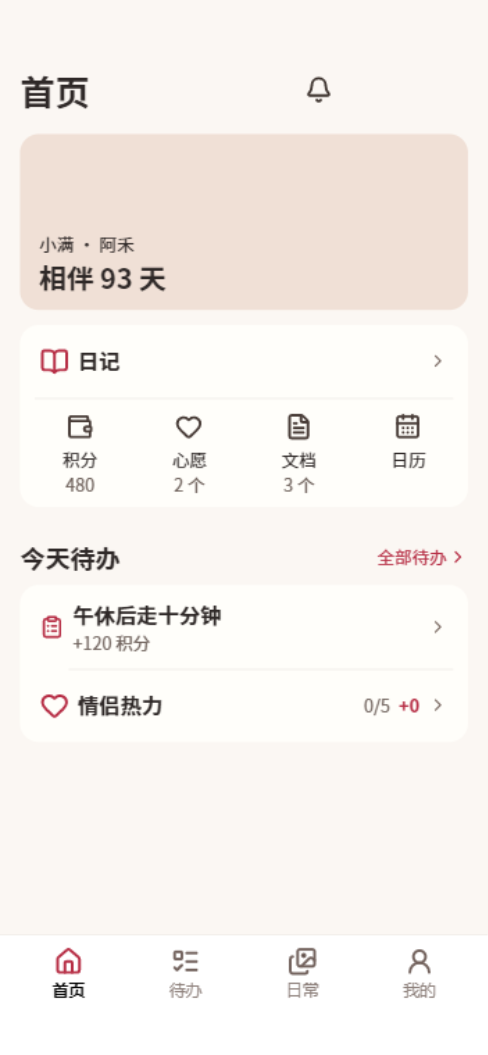 首页
小满 · 阿禾
相伴 93 天
日记
积分
480
心愿
2 个
文档
3 个
日历
今天待办
全部待办
午休后走十分钟
+120 积分
情侣热力
0/5 +0
首页
待办
日常
我的